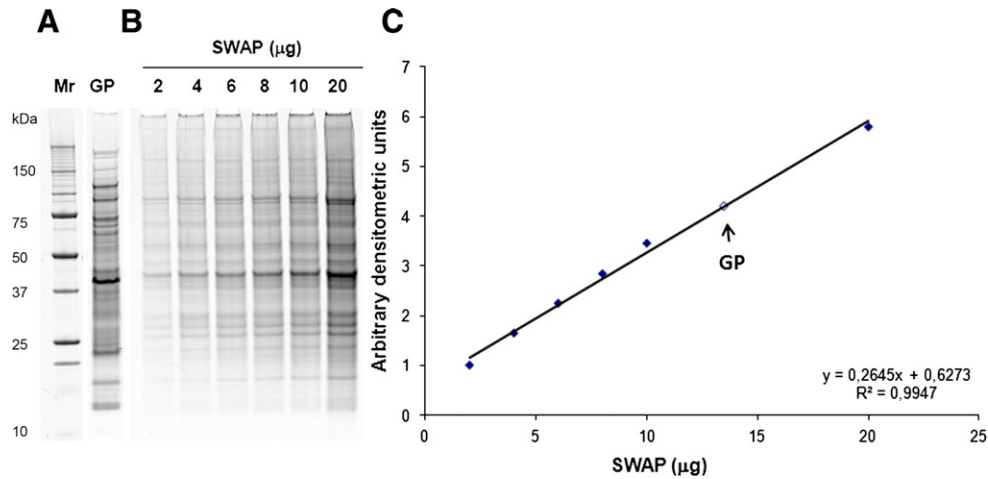 A
B
C
SWAP (µg)
Mr GP
2 4 6 8 10 20
kDa
150
75
50
37
25
10
Arbitrary densitometric units
7
6
5
4
3
2
1
0
GP
y = 0,2645x + 0,6273
R² = 0,9947
0 5 10 15 20 25
SWAP (µg)